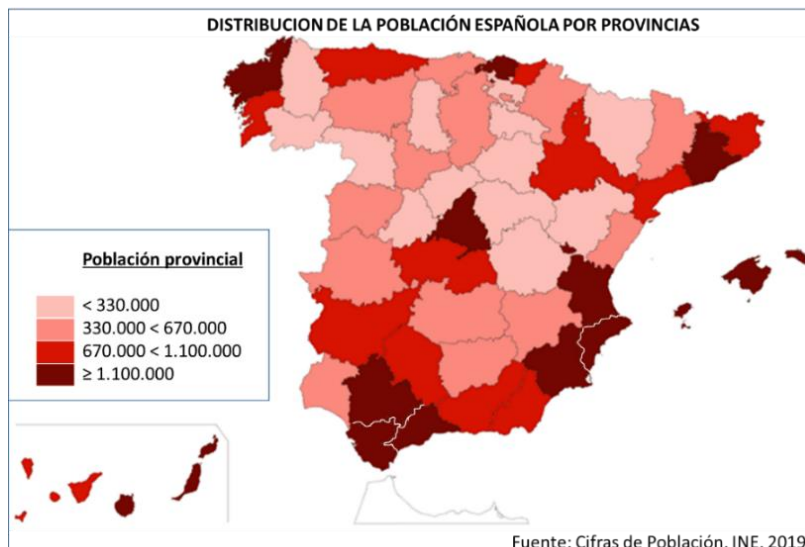 DISTRIBUCION DE LA POBLACIÓN ESPAÑOLA POR PROVINCIAS
Población provincial
< 330.000
330.000 < 670.000
670.000 < 1.100.000
≥ 1.100.000
Fuente: Cifras de Población. INE. 2019